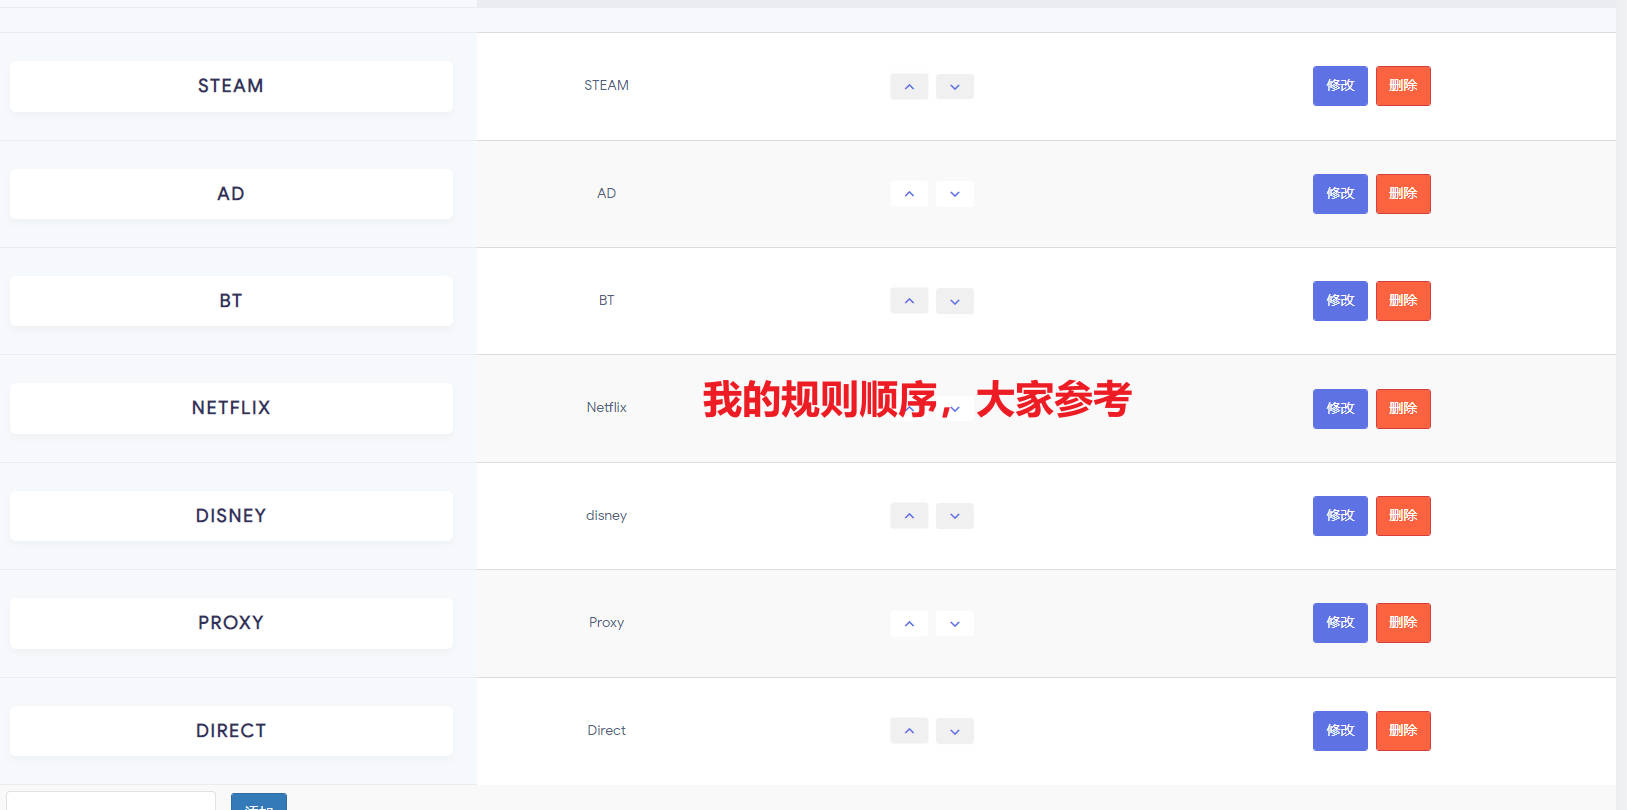 STEAM STEAM 修改 删除
AD AD 修改 删除
BT BT 修改 删除
NETFLIX Netflix 我的规则顺序，大家参考 修改 删除
DISNEY disney 修改 删除
PROXY Proxy 修改 删除
DIRECT Direct 修改 删除